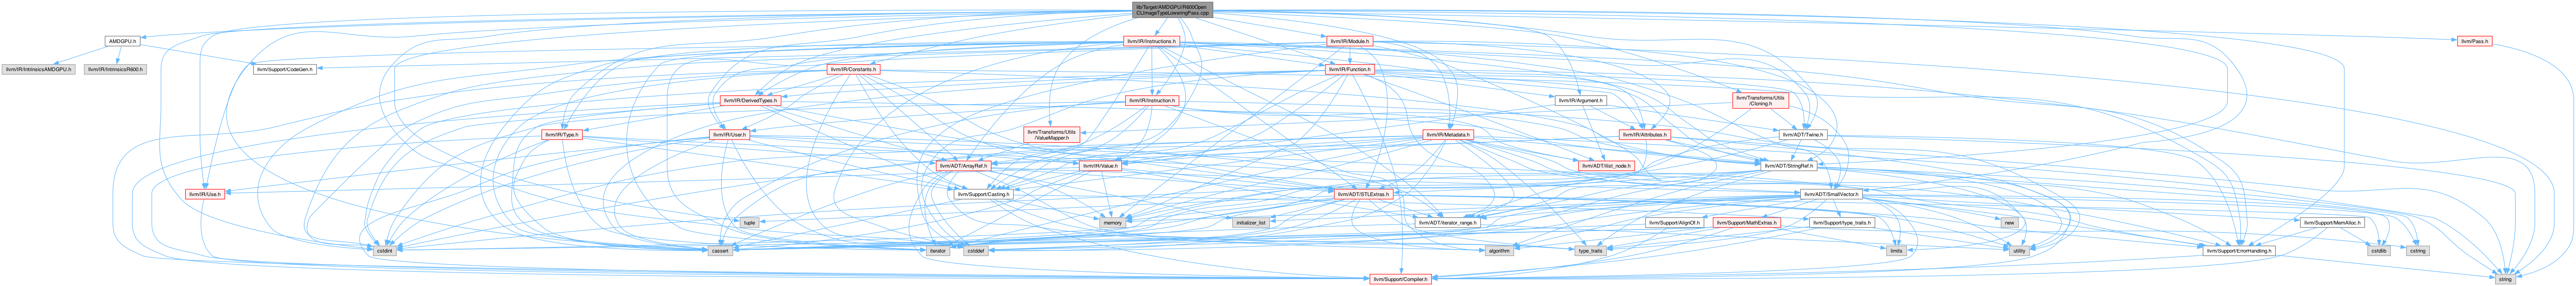 lib/Target/AMDGPU/R600Open
CLImageTypeLoweringPass.cpp
AMDGPU.h
llvm/IR/Instructions.h
llvm/IR/Module.h
llvm/Pass.h
llvm/IR/IntrinsicsAMDGPU.h
llvm/IR/IntrinsicsR600.h
llvm/Support/CodeGen.h
llvm/IR/Constants.h
llvm/IR/Function.h
llvm/IR/DerivedTypes.h
llvm/IR/Instruction.h
llvm/IR/Argument.h
llvm/Transforms/Utils
/Cloning.h
llvm/IR/Type.h
llvm/IR/User.h
llvm/Transforms/Utils
/ValueMapper.h
llvm/IR/Metadata.h
llvm/IR/Attributes.h
llvm/ADT/Twine.h
llvm/ADT/ArrayRef.h
llvm/IR/Value.h
llvm/ADT/ilist_node.h
llvm/ADT/StringRef.h
llvm/IR/Use.h
llvm/Support/Casting.h
llvm/ADT/STLExtras.h
llvm/ADT/SmallVector.h
tuple
memory
initializer_list
llvm/ADT/iterator_range.h
llvm/Support/AlignOf.h
llvm/Support/MathExtras.h
llvm/Support/type_traits.h
new
llvm/Support/MemAlloc.h
cstdint
cassert
iterator
cstddef
algorithm
type_traits
limits
utility
llvm/Support/ErrorHandling.h
cstdlib
cstring
llvm/Support/Compiler.h
string